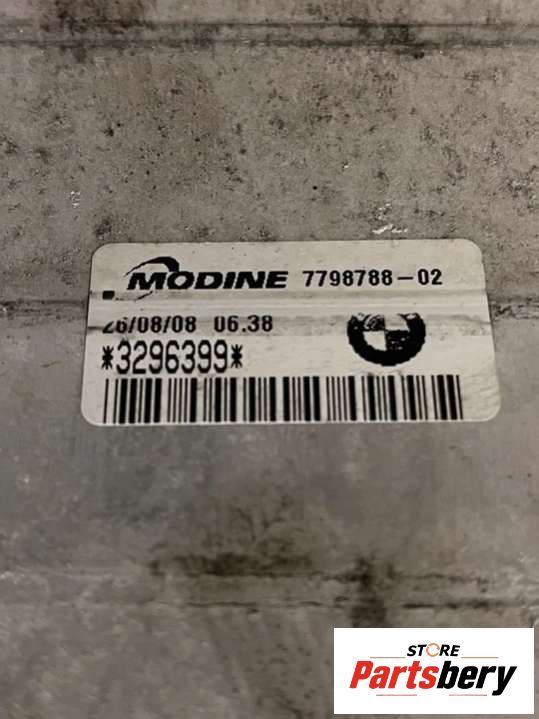 MODINE 7798788-02
26/08/08 06.38
*3296399*
STORE
Partsbery